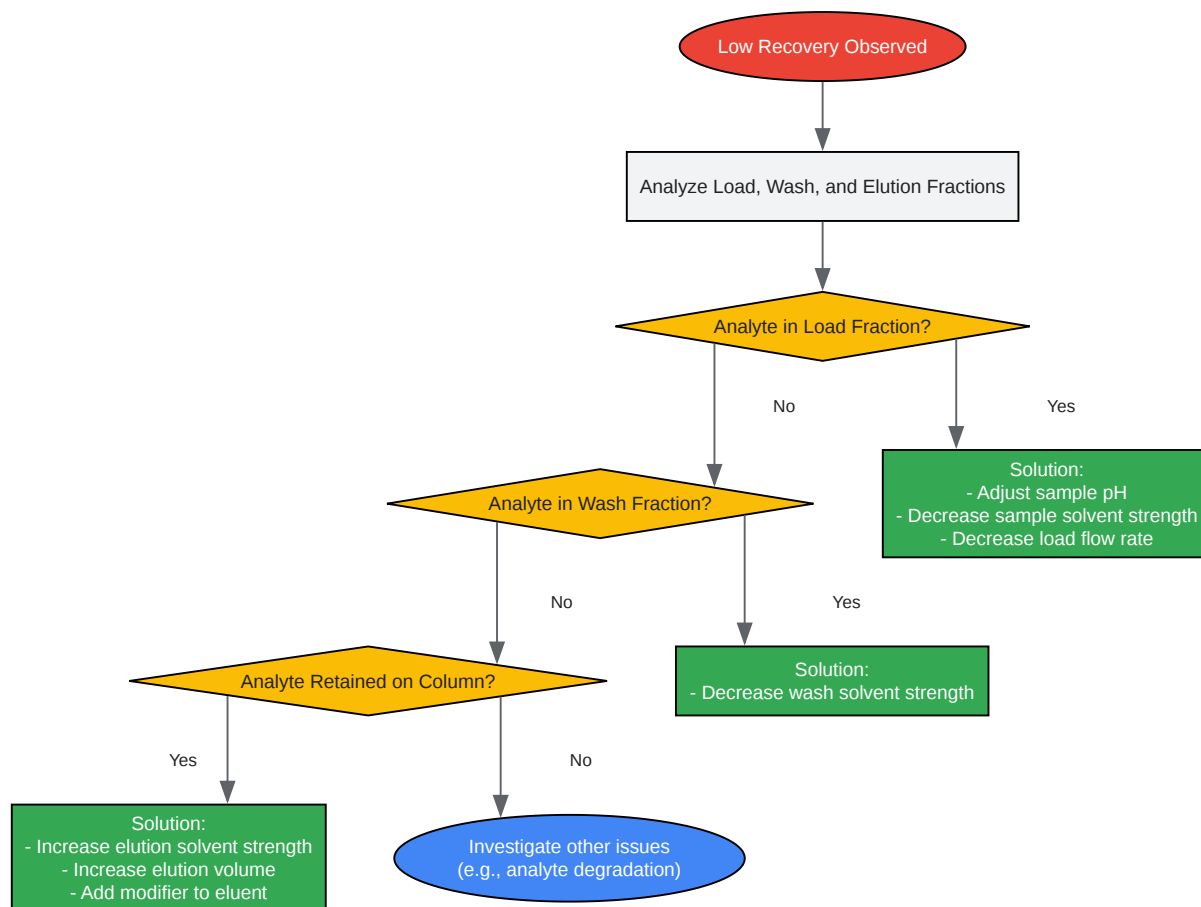 Low Recovery Observed
Analyze Load, Wash, and Elution Fractions
Analyte in Load Fraction?
No
Yes
Solution:
- Adjust sample pH
- Decrease sample solvent strength
- Decrease load flow rate
Analyte in Wash Fraction?
No
Yes
Solution:
- Decrease wash solvent strength
Analyte Retained on Column?
Yes
No
Solution:
- Increase elution solvent strength
- Increase elution volume
- Add modifier to eluent
Investigate other issues
(e.g., analyte degradation)